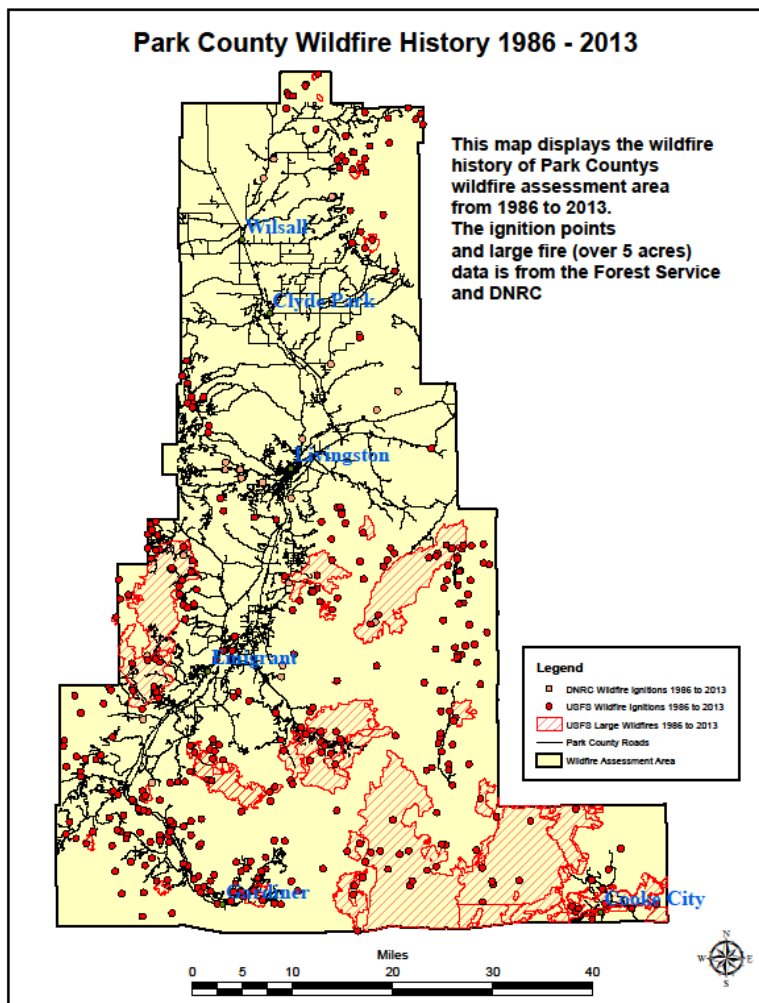 Park County Wildfire History 1986 - 2013
This map displays the wildfire
history of Park Countys
wildfire assessment area
from 1986 to 2013.
The ignition points
and large fire (over 5 acres)
data is from the Forest Service
and DNRC
Wilsall
Clyde Park
Livingston
Emigrant
Gardiner
Cooke City
Legend
DNRC Wildfire Ignitions 1986 to 2013
USFS Wildfire Ignitions 1986 to 2013
USFS Large Wildfires 1986 to 2013
Park County Roads
Wildfire Assessment Area
Miles
0 5 10 20 30 40
N
W E
S